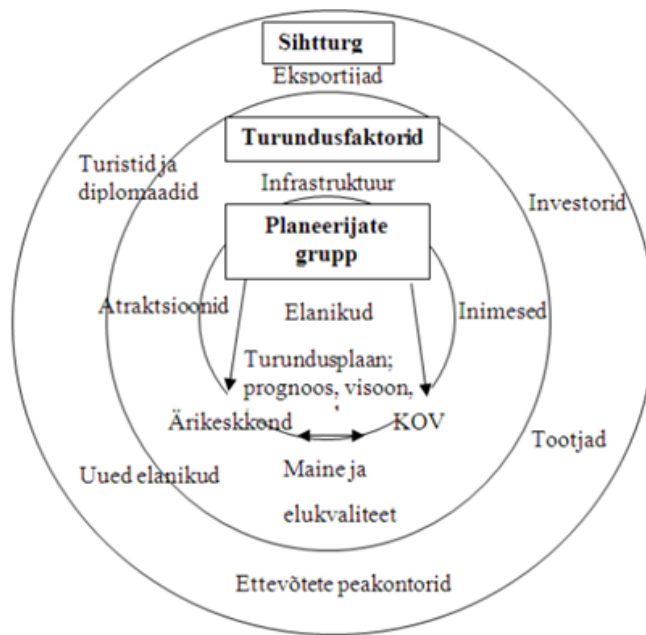 Sihtturg
Eksportijad
Turundusfaktorid
Turistid ja
diplomaadid
Infrastruktuur
Investorid
Planeerijate
grupp
Atraktsioonid
Elanikud
Inimesed
Turundusplaan;
prognoos, visoon,
Ärikeskkond
KOV
Tootjad
Uued elanikud
Maine ja
elukvaliteet
Ettevõtete peakontorid